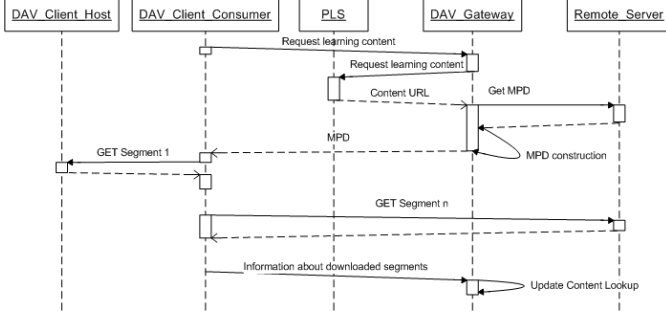 DAV_Client_Host
DAV_Client_Consumer
PLS
DAV_Gateway
Remote_Server
Request learning content
Request learning content
Content URL
Get MPD
MPD
MPD construction
GET Segment 1
GET Segment n
Information about downloaded segments
Update Content Lookup